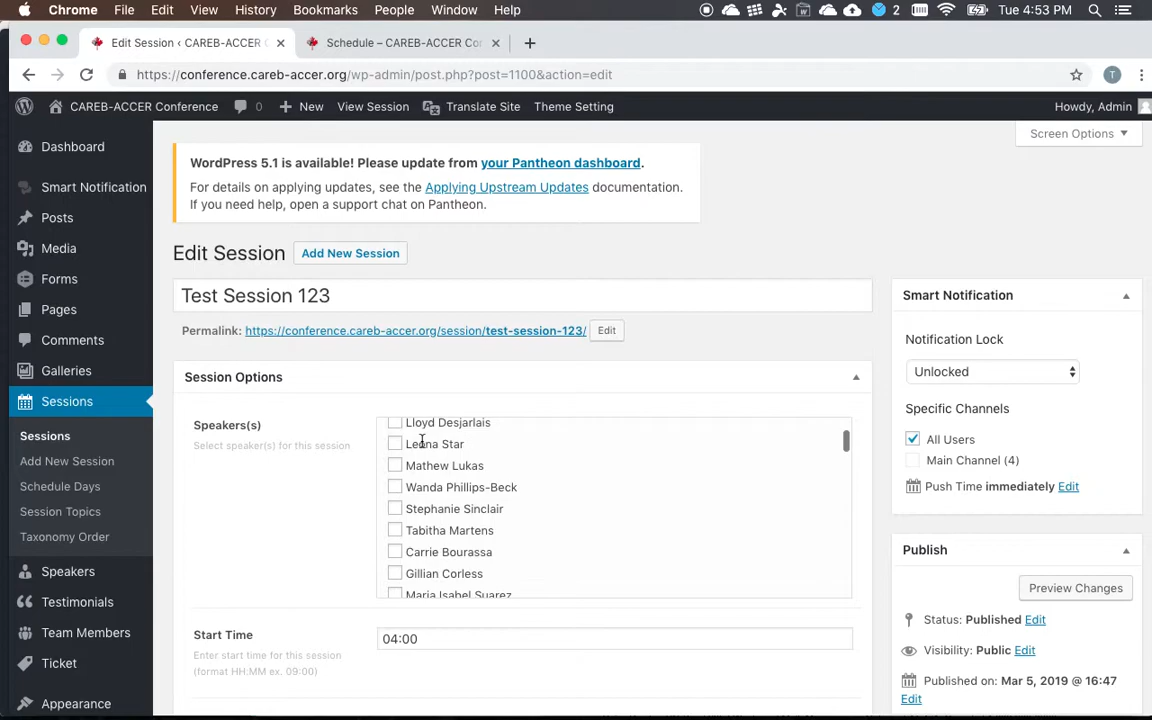 Chrome File Edit View History Bookmarks People Window Help 2 Tue 4:53 PM
Edit Session ‹ CAREB-ACCER C Schedule – CAREB-ACCER Co
https://conference.careb-accer.org/wp-admin/post.php?post=1100&action=edit T
CAREB-ACCER Conference 0 New View Session Translate Site Theme Setting Howdy, Admin
Screen Options
Dashboard
Smart Notification
Posts
Media
Forms
Pages
Comments
Galleries
Sessions
Sessions
Add New Session
Schedule Days
Session Topics
Taxonomy Order
Speakers
Testimonials
Team Members
Ticket
Appearance
WordPress 5.1 is available! Please update from your Pantheon dashboard.
For details on applying updates, see the Applying Upstream Updates documentation.
If you need help, open a support chat on Pantheon.
Edit Session Add New Session
Test Session 123
Permalink: https://conference.careb-accer.org/session/test-session-123/ Edit
Session Options
Speakers(s)
Select speaker(s) for this session
Lloyd Desjarlais
Leona Star
Mathew Lukas
Wanda Phillips-Beck
Stephanie Sinclair
Tabitha Martens
Carrie Bourassa
Gillian Corless
Maria Isabel Suarez
Start Time
Enter start time for this session
(format HH:MM ex. 09:00)
04:00
Smart Notification
Notification Lock
Unlocked
Specific Channels
All Users
Main Channel (4)
Push Time immediately Edit
Publish
Preview Changes
Status: Published Edit
Visibility: Public Edit
Published on: Mar 5, 2019 @ 16:47
Edit